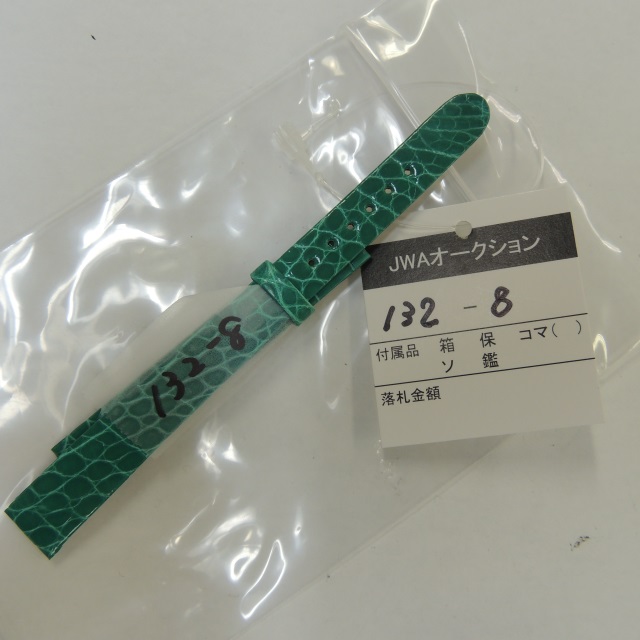 132-8
JWAオークション
132 - 8
付属品 箱 保 コマ( )
ソ 鑑
落札金額